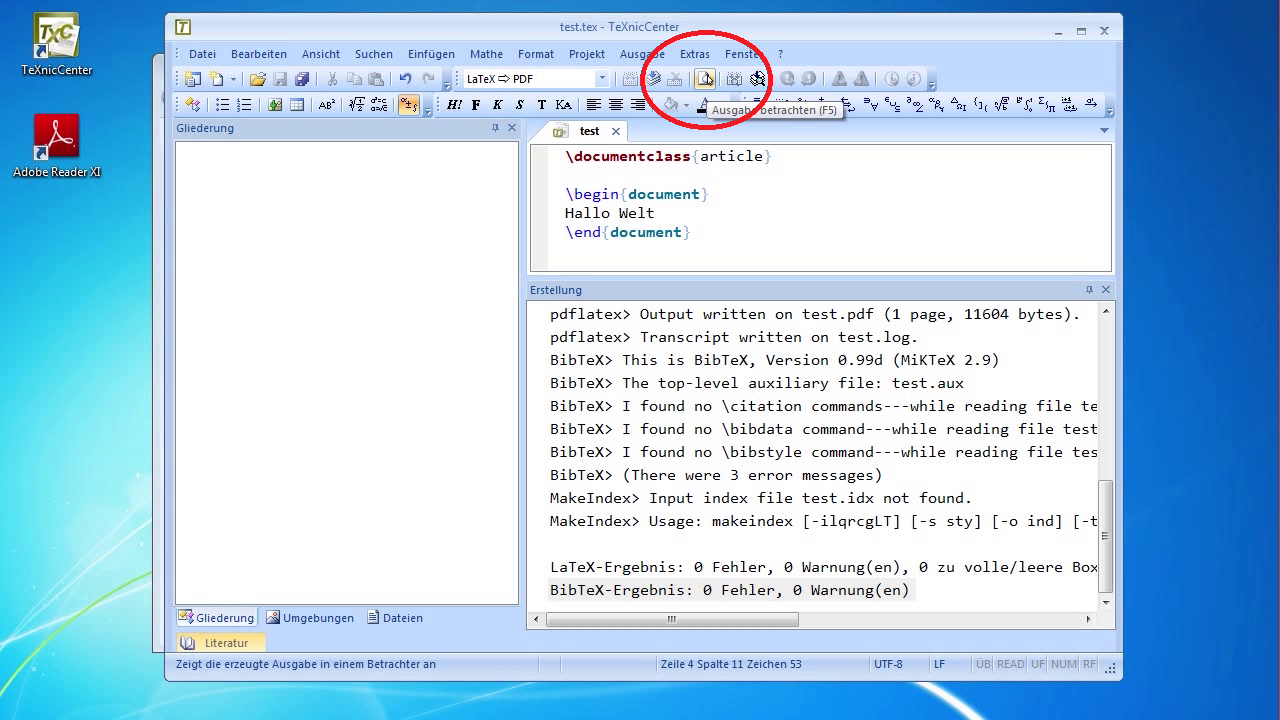 TXC
TeXnicCenter
Adobe Reader XI
test.tex - TeXnicCenter
Datei Bearbeiten Ansicht Suchen Einfügen Mathe Format Projekt Ausgabe Extras Fenster ?
LaTeX ⇨ PDF
H! F K S T KA
Ausgabe betrachten (F5)
Gliederung
test
\documentclass{article}
\begin{document}
Hallo Welt
\end{document}
Erstellung
pdflatex> Output written on test.pdf (1 page, 11604 bytes).
pdflatex> Transcript written on test.log.
BibTeX> This is BibTeX, Version 0.99d (MiKTeX 2.9)
BibTeX> The top-level auxiliary file: test.aux
BibTeX> I found no \citation commands---while reading file te
BibTeX> I found no \bibdata command---while reading file test
BibTeX> I found no \bibstyle command---while reading file tes
BibTeX> (There were 3 error messages)
MakeIndex> Input index file test.idx not found.
MakeIndex> Usage: makeindex [-ilqrcgLT] [-s sty] [-o ind] [-t
LaTeX-Ergebnis: 0 Fehler, 0 Warnung(en), 0 zu volle/leere Box
BibTeX-Ergebnis: 0 Fehler, 0 Warnung(en)
Gliederung Umgebungen Dateien
Literatur
Zeigt die erzeugte Ausgabe in einem Betrachter an
Zeile 4 Spalte 11 Zeichen 53
UTF-8
LF
ÜB READ UF NUM RF